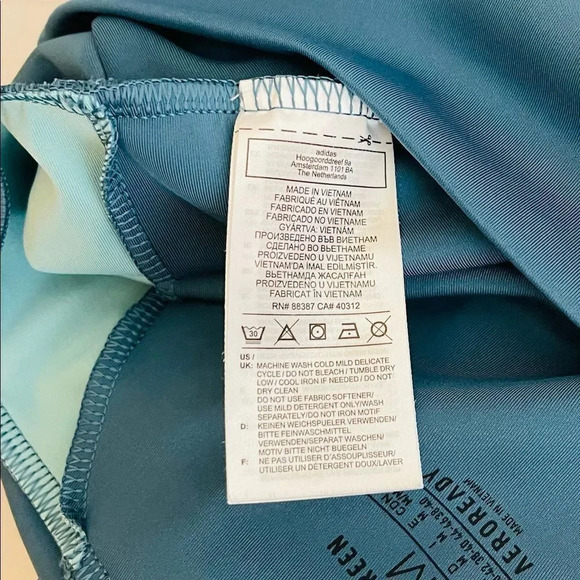 adidas
Hoogoorddreef 9a
Amsterdam 1101 BA
The Netherlands
MADE IN VIETNAM
FABRIQUÉ AU VIÊTNAM
FABRICADO EN VIETNAM
FABRICADO NO VIETNAME
GYÁRTVA: VIETNÁM
ПРОИЗВЕДЕНО ВЪВ ВИЕТНАМ
СДЕЛАНО ВО ВЬЕТНАМЕ
PROIZVEDENO U VIJETNAMU
VIETNAM'DA IMAL EDİLMİŞTİR.
ВЬЕТНАМДА ЖАСАЛҒАН
PROIZVEDENO U VIJETNAMU
FABRICAT ÎN VIETNAM
RN# 88387 CA# 40312
30
US /
UK: MACHINE WASH COLD MILD DELICATE
CYCLE / DO NOT BLEACH / TUMBLE DRY
LOW / COOL IRON IF NEEDED / DO NOT
DRY CLEAN
DO NOT USE FABRIC SOFTENER/
USE MILD DETERGENT ONLY/WASH
SEPARATELY/DO NOT IRON MOTIF
D: KEINEN WEICHSPUELER VERWENDEN/
BITTE FEINWASCHMITTEL
VERWENDEN/SEPARAT WASCHEN/
MOTIV BITTE NICHT BUEGELN
F: NE PAS UTILISER D'ASSOUPLISSEUR/
UTILISER UN DÉTERGENT DOUX/LAVER
AEROREADY
MADE IN VIETNAM
M